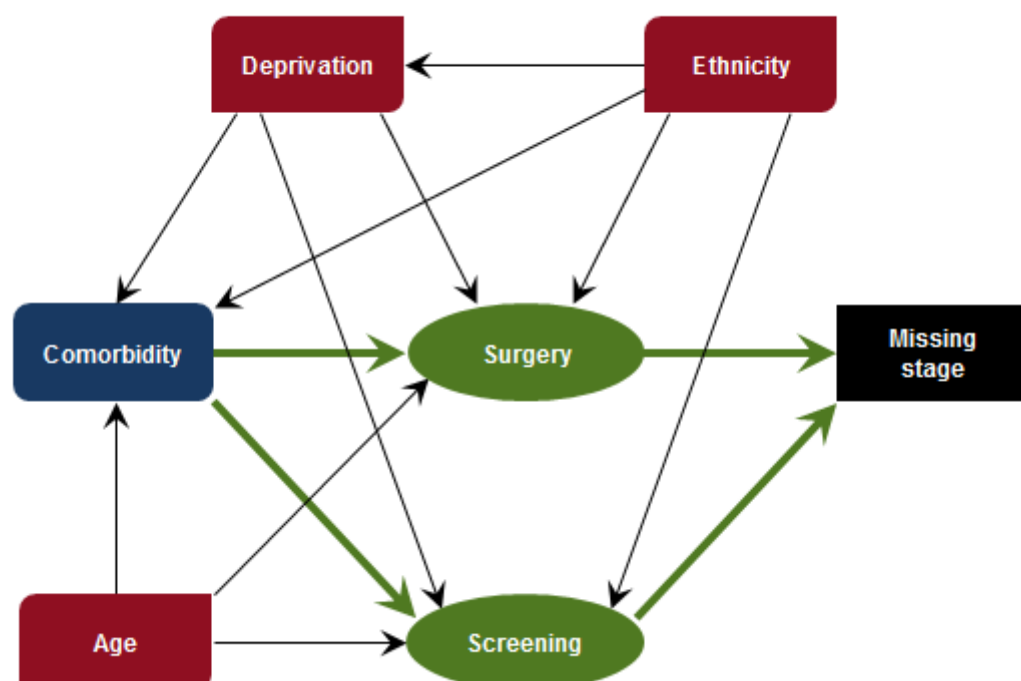 Deprivation
Ethnicity
Comorbidity
Surgery
Missing
stage
Age
Screening